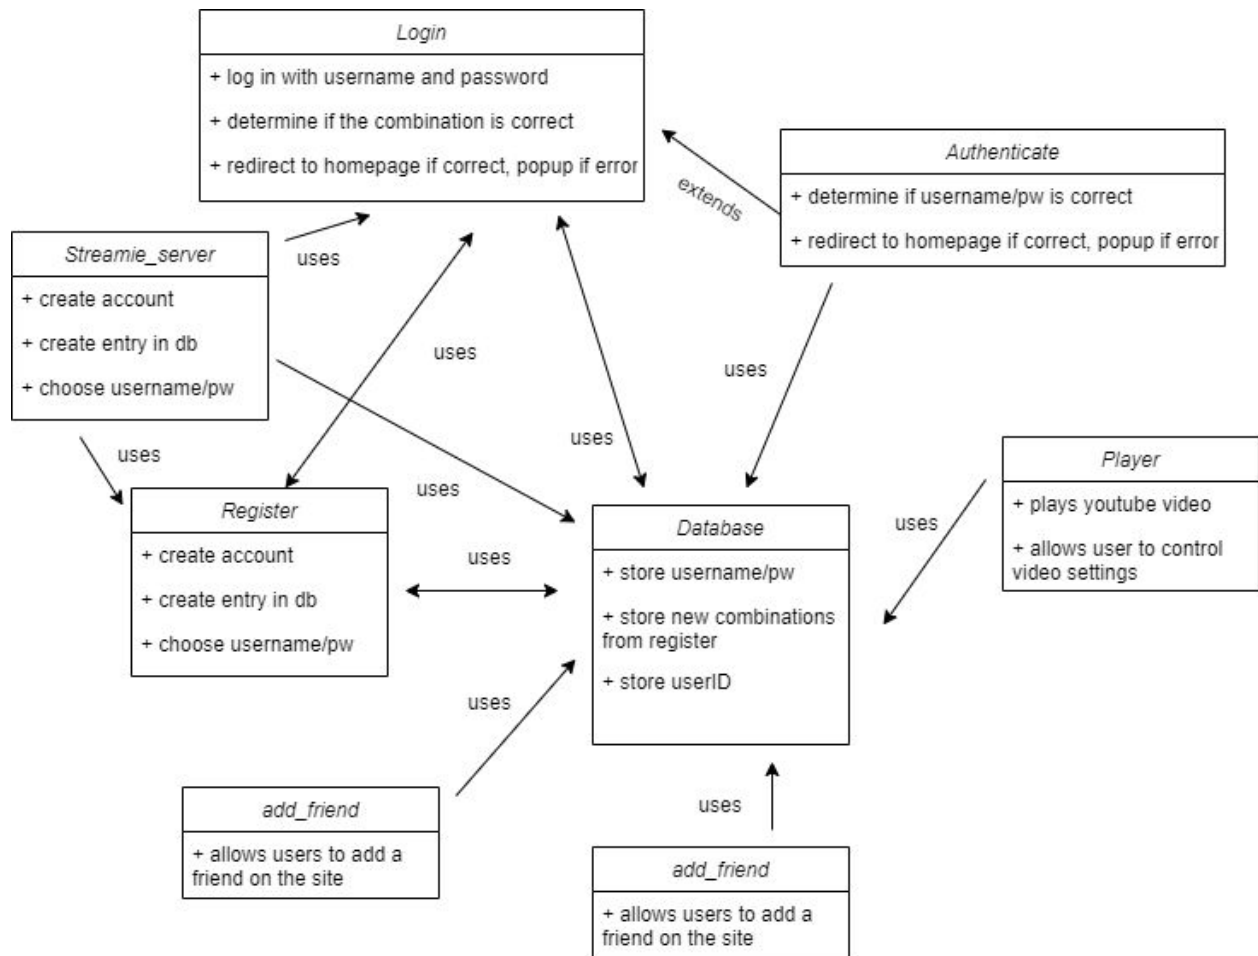 Login
+ log in with username and password
+ determine if the combination is correct
+ redirect to homepage if correct, popup if error
Authenticate
+ determine if username/pw is correct
+ redirect to homepage if correct, popup if error
extends
Streamie_server
+ create account
+ create entry in db
+ choose username/pw
uses
uses
uses
uses
uses
uses
uses
Register
+ create account
+ create entry in db
+ choose username/pw
uses
Database
+ store username/pw
+ store new combinations
from register
+ store userID
uses
Player
+ plays youtube video
+ allows user to control
video settings
uses
add_friend
+ allows users to add a
friend on the site
uses
add_friend
+ allows users to add a
friend on the site